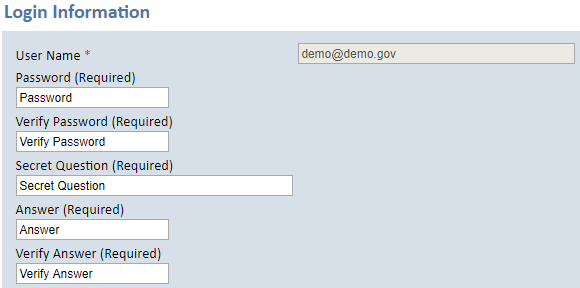 Login Information
User Name * demo@demo.gov
Password (Required)
Password
Verify Password (Required)
Verify Password
Secret Question (Required)
Secret Question
Answer (Required)
Answer
Verify Answer (Required)
Verify Answer